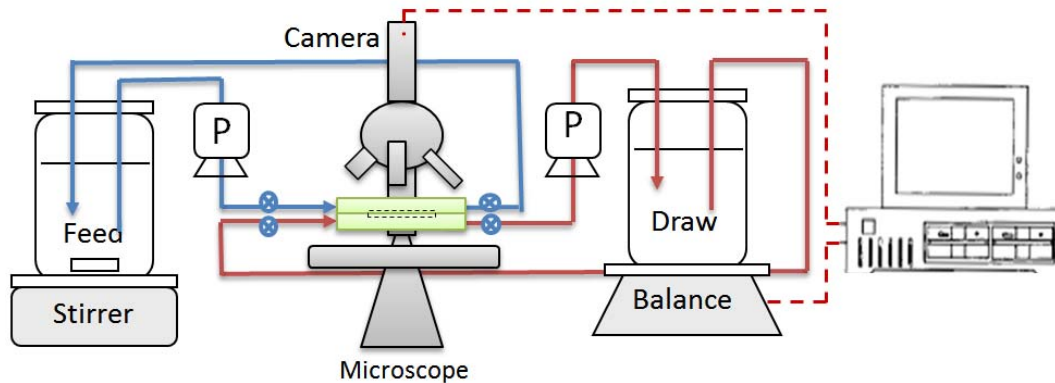 Camera
P
P
Feed
Draw
Stirrer
Balance
Microscope